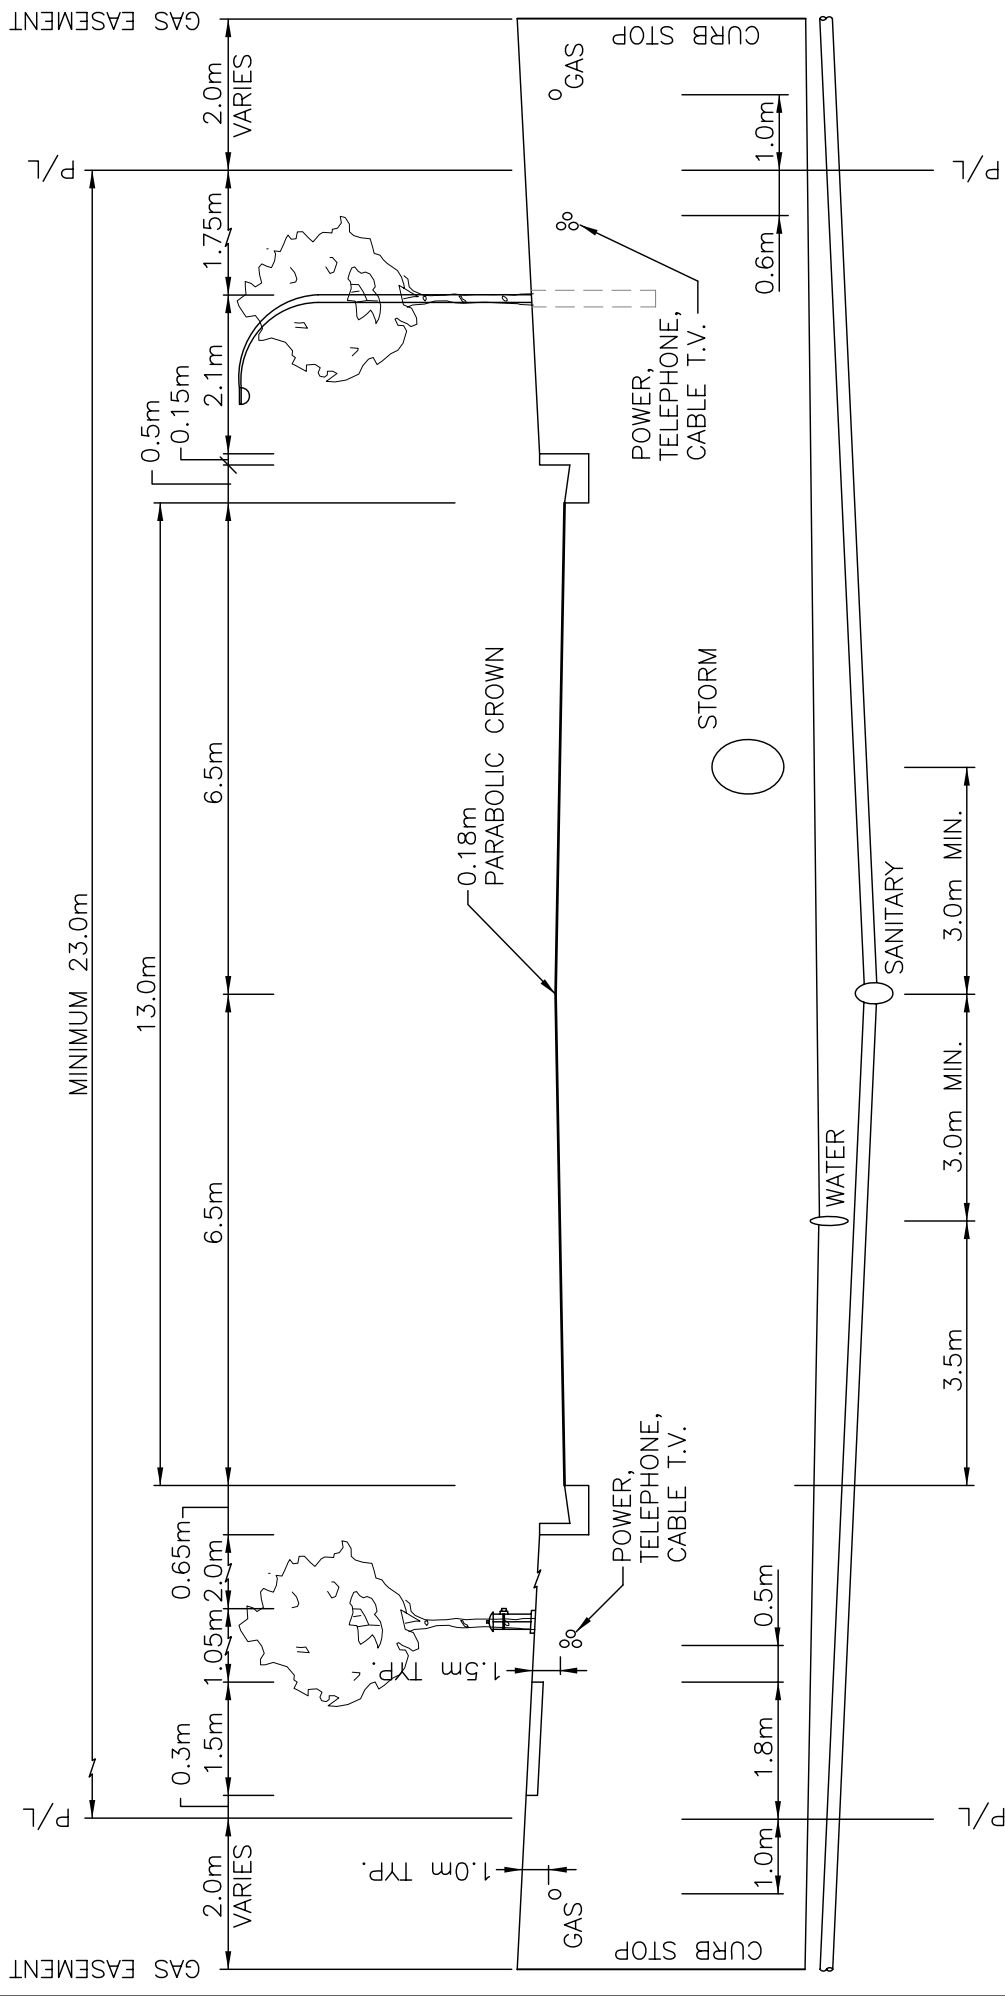 GAS EASEMENT
GAS EASEMENT
P/L
P/L
MINIMUM 23.0m
13.0m
0.3m
0.65m
0.5m
0.15m
2.0m
VARIES
1.5m
1.05m
2.0m
6.5m
6.5m
2.1m
1.75m
2.0m
VARIES
1.0m TYP.
1.5m TYP.
0.18m
PARABOLIC CROWN
GAS
GAS
CURB STOP
CURB STOP
POWER,
TELEPHONE,
CABLE T.V.
POWER,
TELEPHONE,
CABLE T.V.
STORM
1.0m
1.8m
0.5m
0.6m
1.0m
WATER
SANITARY
3.5m
3.0m MIN.
3.0m MIN.
P/L
P/L